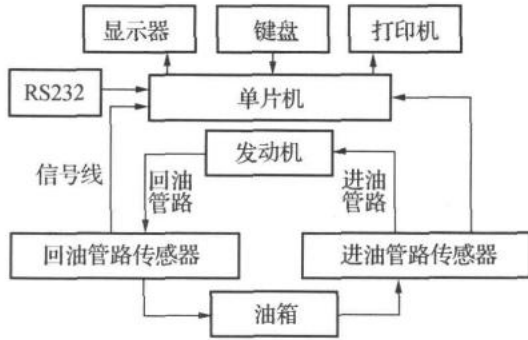 显示器
键盘
打印机
RS232
单片机
信号线
发动机
回油
管路
进油
管路
回油管路传感器
进油管路传感器
油箱